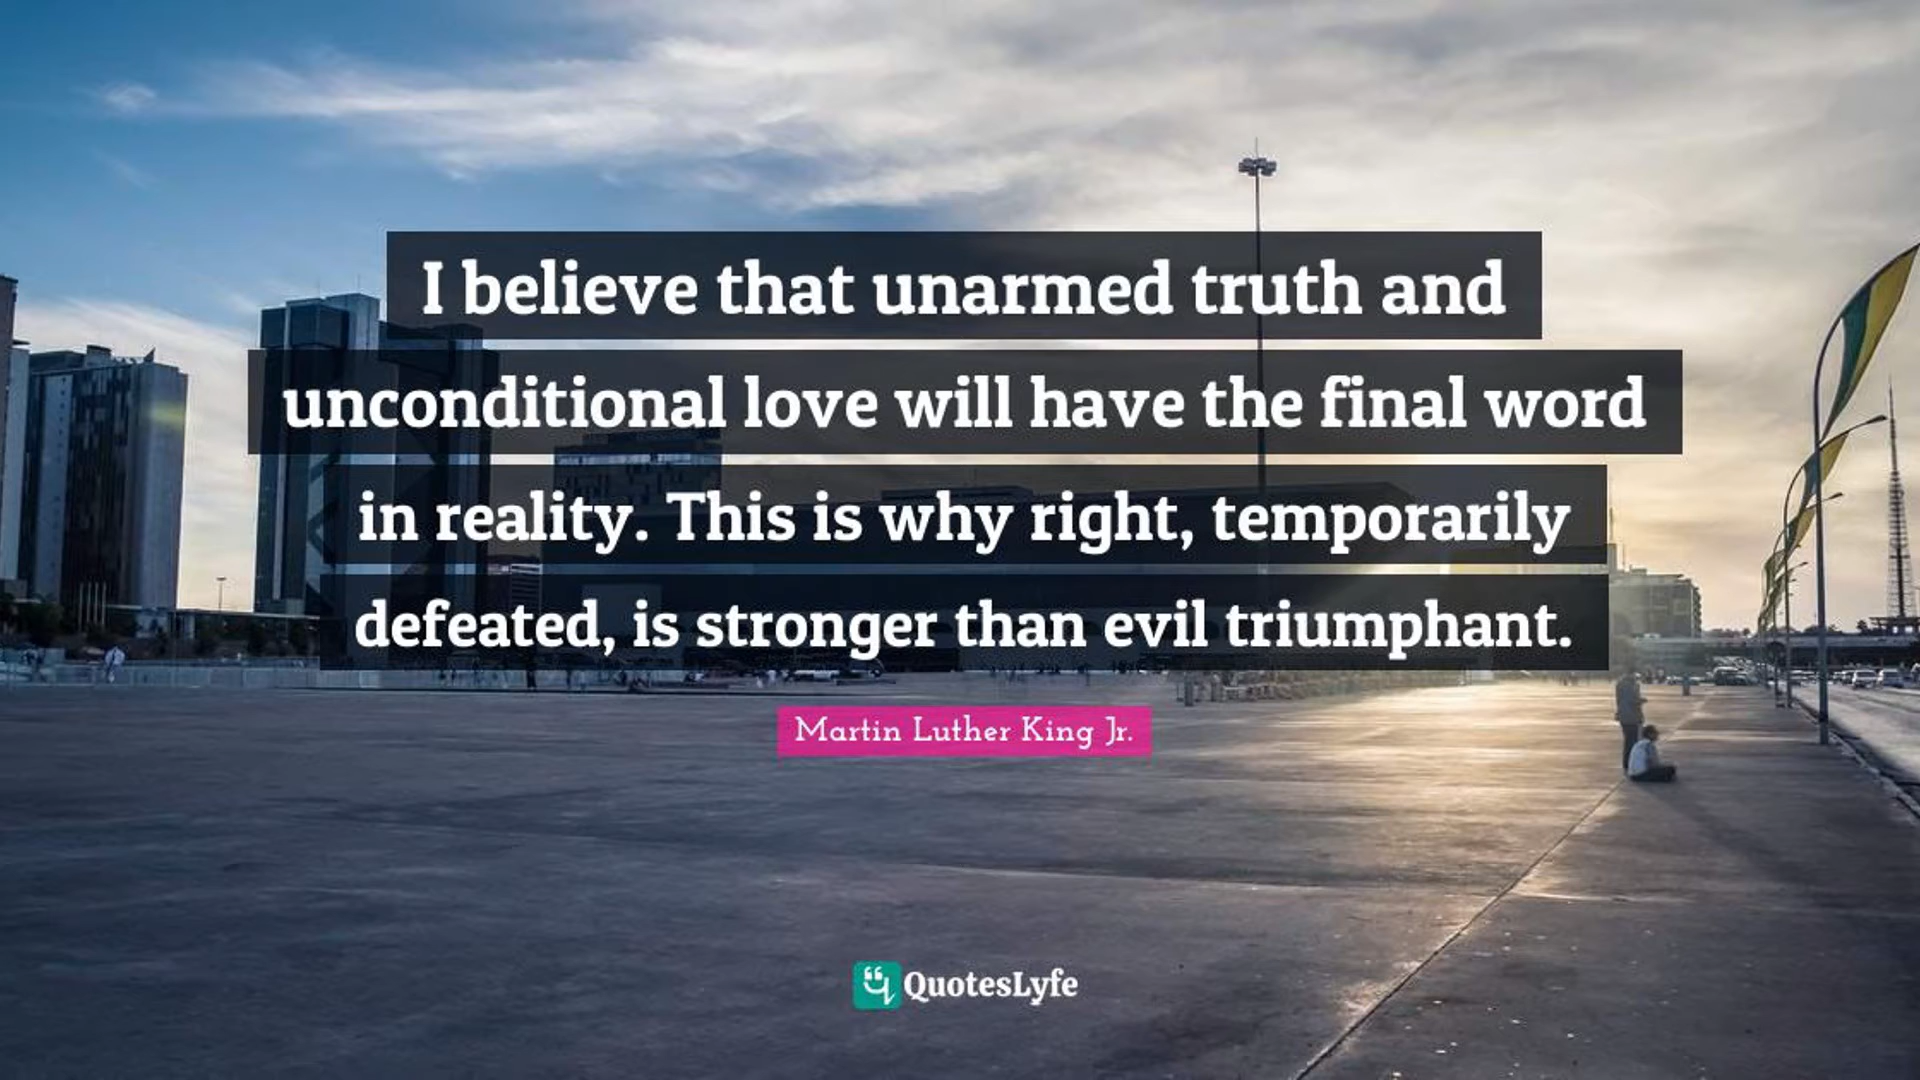 I believe that unarmed truth and
unconditional love will have the final word
in reality. This is why right, temporarily
defeated, is stronger than evil triumphant.
Martin Luther King Jr.
QuotesLyfe